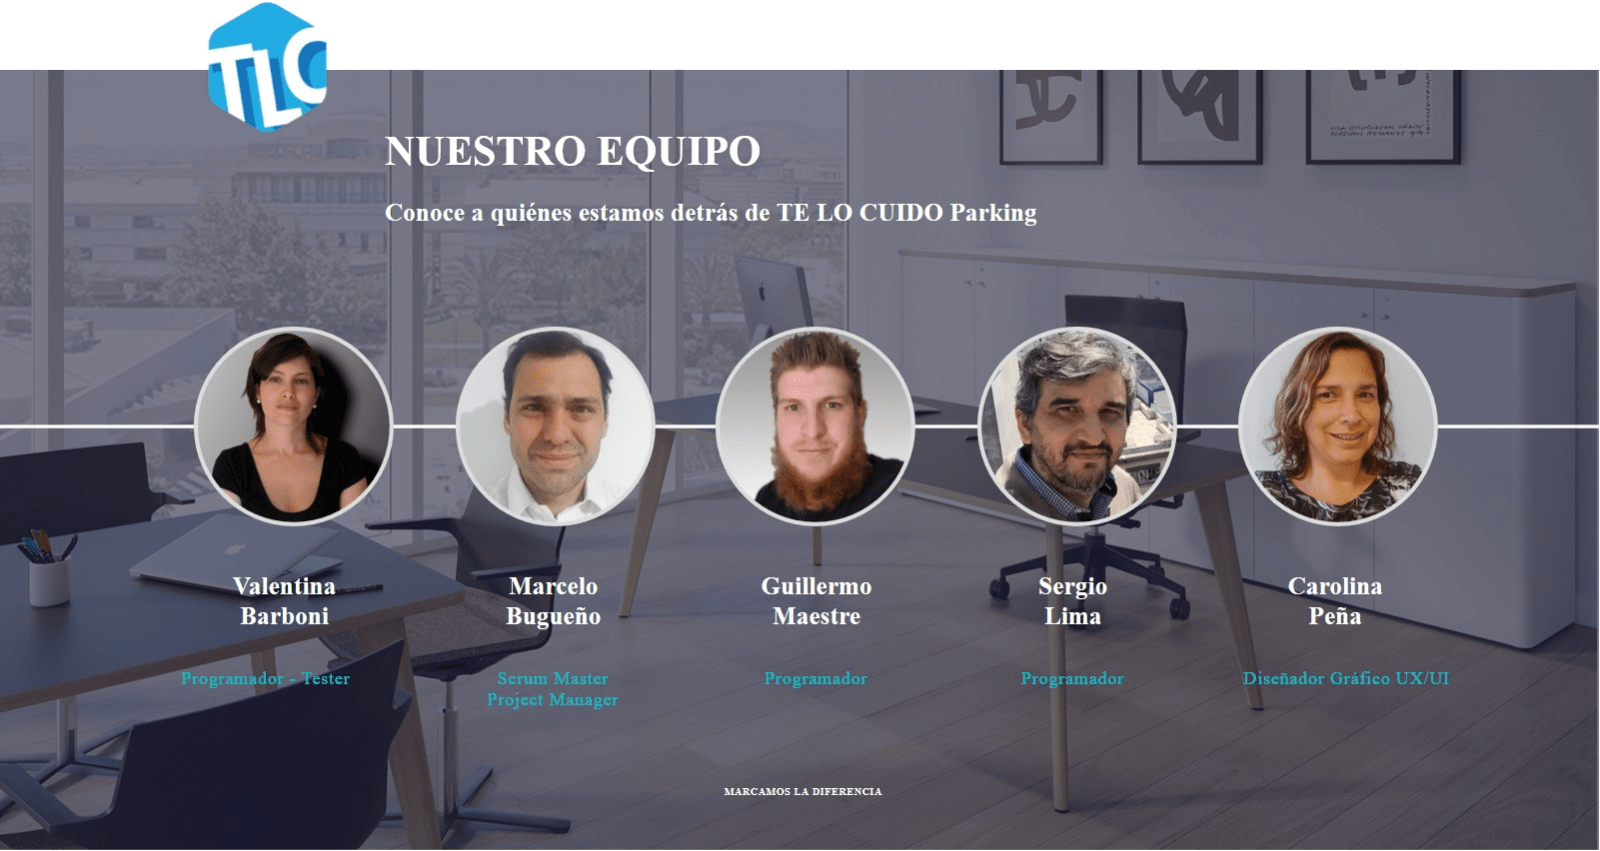 TLC
NUESTRO EQUIPO
Conoce a quiénes estamos detrás de TE LO CUIDO Parking
Valentina
Barboni
Marcelo
Bugueño
Guillermo
Maestre
Sergio
Lima
Carolina
Peña
Programador - Tester
Scrum Master
Project Manager
Programador
Programador
Diseñador Gráfico UX/UI
MARCAMOS LA DIFERENCIA